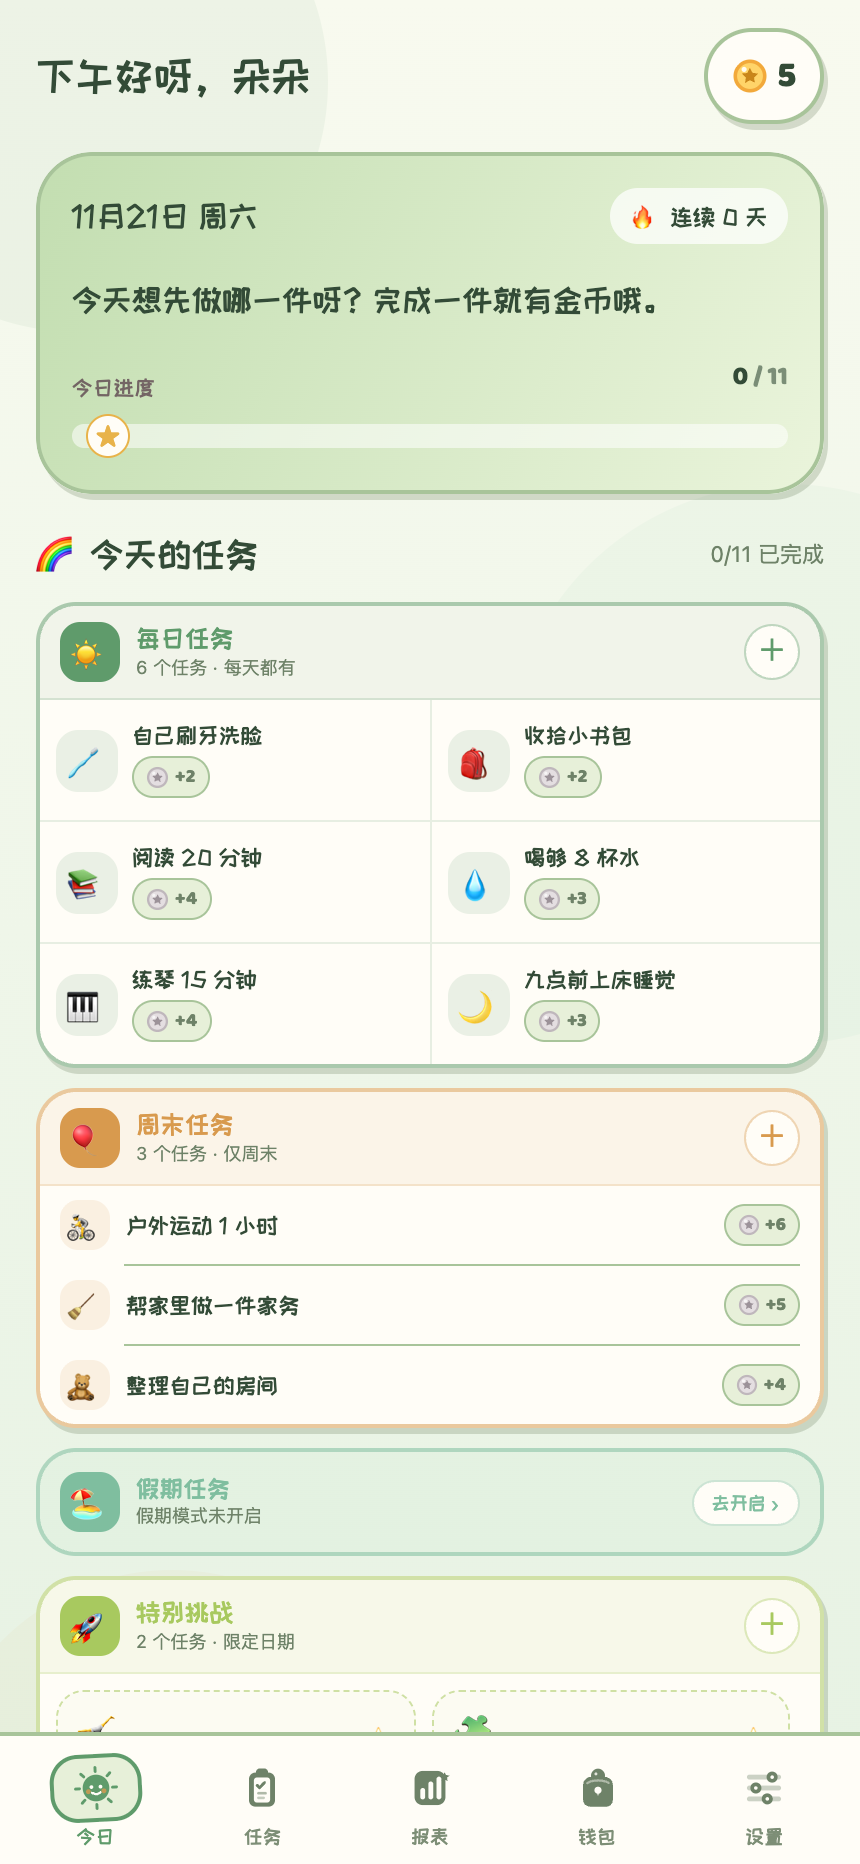 下午好呀，朵朵
5
11月21日 周六
连续 0 天
今天想先做哪一件呀？完成一件就有金币哦。
今日进度
0/11
今天的任务
0/11 已完成
每日任务
6 个任务 · 每天都有
自己刷牙洗脸
+2
收拾小书包
+2
阅读 20 分钟
+4
喝够 8 杯水
+3
练琴 15 分钟
+4
九点前上床睡觉
+3
周末任务
3 个任务 · 仅周末
户外运动 1 小时
+6
帮家里做一件家务
+5
整理自己的房间
+4
假期任务
假期模式未开启
去开启 ›
特别挑战
2 个任务 · 限定日期
今日
任务
报表
钱包
设置